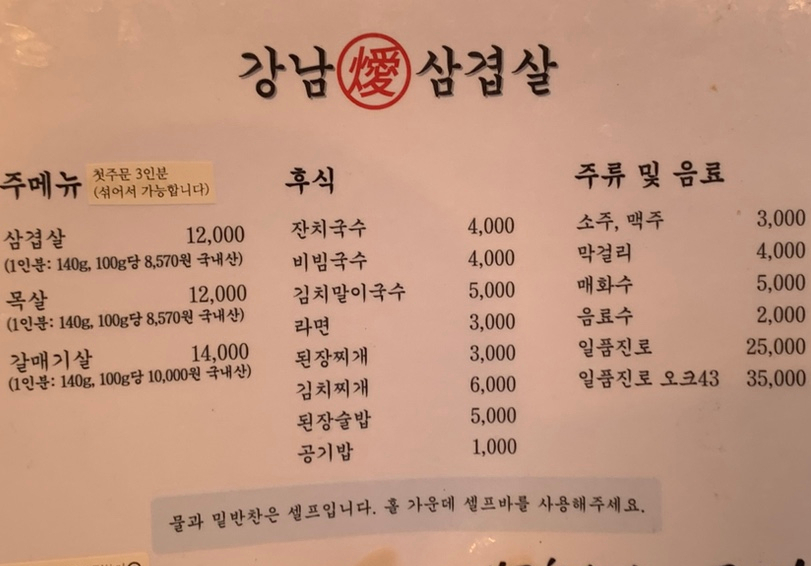 강남 愛 삼겹살
주메뉴
첫주문 3인분
(섞어서 가능합니다)
삼겹살 12,000
(1인분: 140g, 100g당 8,570원 국내산)
목살 12,000
(1인분: 140g, 100g당 8,570원 국내산)
갈매기살 14,000
(1인분: 140g, 100g당 10,000원 국내산)
후식
잔치국수 4,000
비빔국수 4,000
김치말이국수 5,000
라면 3,000
된장찌개 3,000
김치찌개 6,000
된장술밥 5,000
공기밥 1,000
주류 및 음료
소주, 맥주 3,000
막걸리 4,000
매화수 5,000
음료수 2,000
일품진로 25,000
일품진로 오크43 35,000
물과 밑반찬은 셀프입니다. 홀 가운데 셀프바를 사용해주세요.